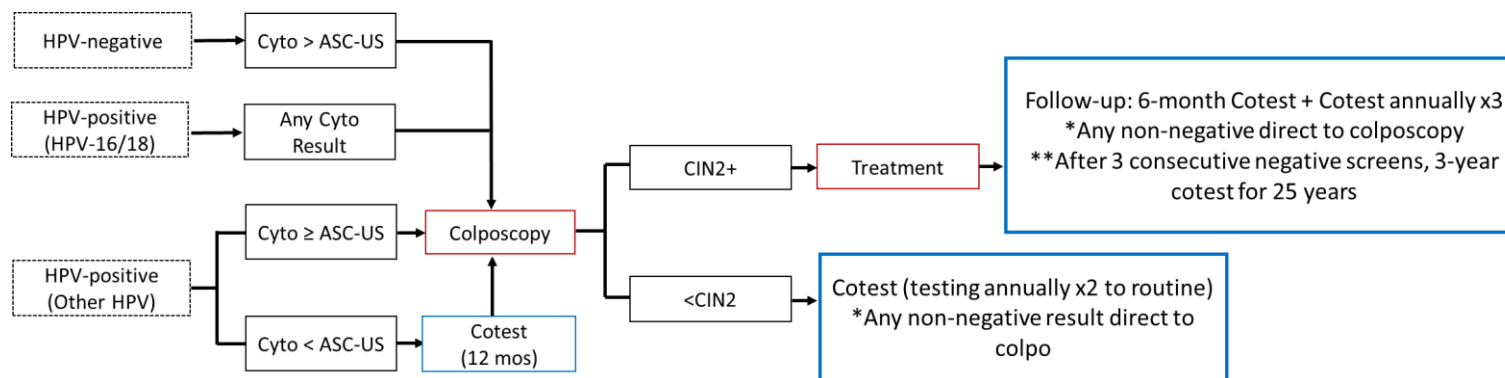 HPV-negative
Cyto > ASC-US
HPV-positive
(HPV-16/18)
Any Cyto
Result
HPV-positive
(Other HPV)
Cyto ≥ ASC-US
Cyto < ASC-US
Colposcopy
Cotest
(12 mos)
CIN2+
Treatment
Follow-up: 6-month Cotest + Cotest annually x3
*Any non-negative direct to colposcopy
**After 3 consecutive negative screens, 3-year
cotest for 25 years
<CIN2
Cotest (testing annually x2 to routine)
*Any non-negative result direct to
colpo